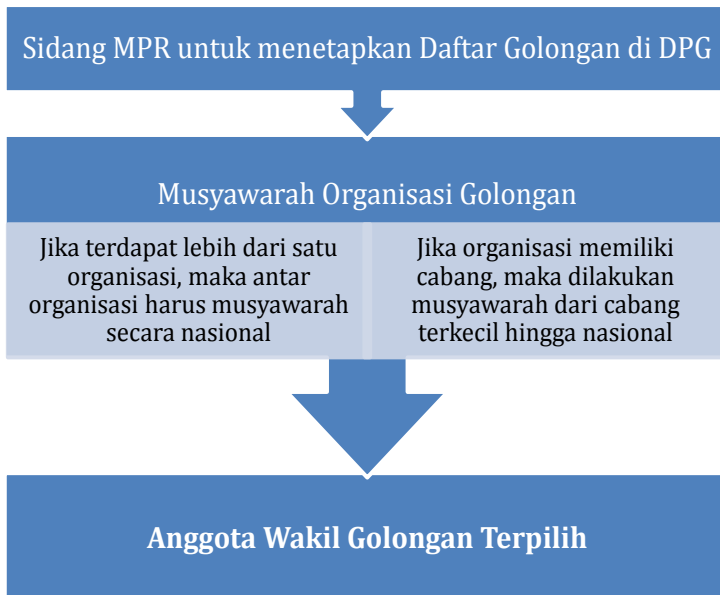 Sidang MPR untuk menetapkan Daftar Golongan di DPG
Musyawarah Organisasi Golongan
Jika terdapat lebih dari satu
organisasi, maka antar
organisasi harus musyawarah
secara nasional
Jika organisasi memiliki
cabang, maka dilakukan
musyawarah dari cabang
terkecil hingga nasional
Anggota Wakil Golongan Terpilih